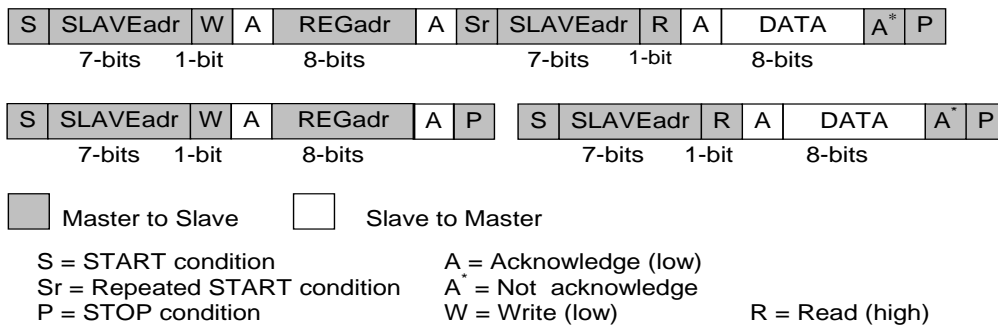 S SLAVEadr W A REGadr A Sr SLAVEadr R A DATA A* P
7-bits 1-bit 8-bits 7-bits 1-bit 8-bits
S SLAVEadr W A REGadr A P S SLAVEadr R A DATA A* P
7-bits 1-bit 8-bits 7-bits 1-bit 8-bits
Master to Slave Slave to Master
S = START condition A = Acknowledge (low)
Sr = Repeated START condition A* = Not acknowledge
P = STOP condition W = Write (low) R = Read (high)